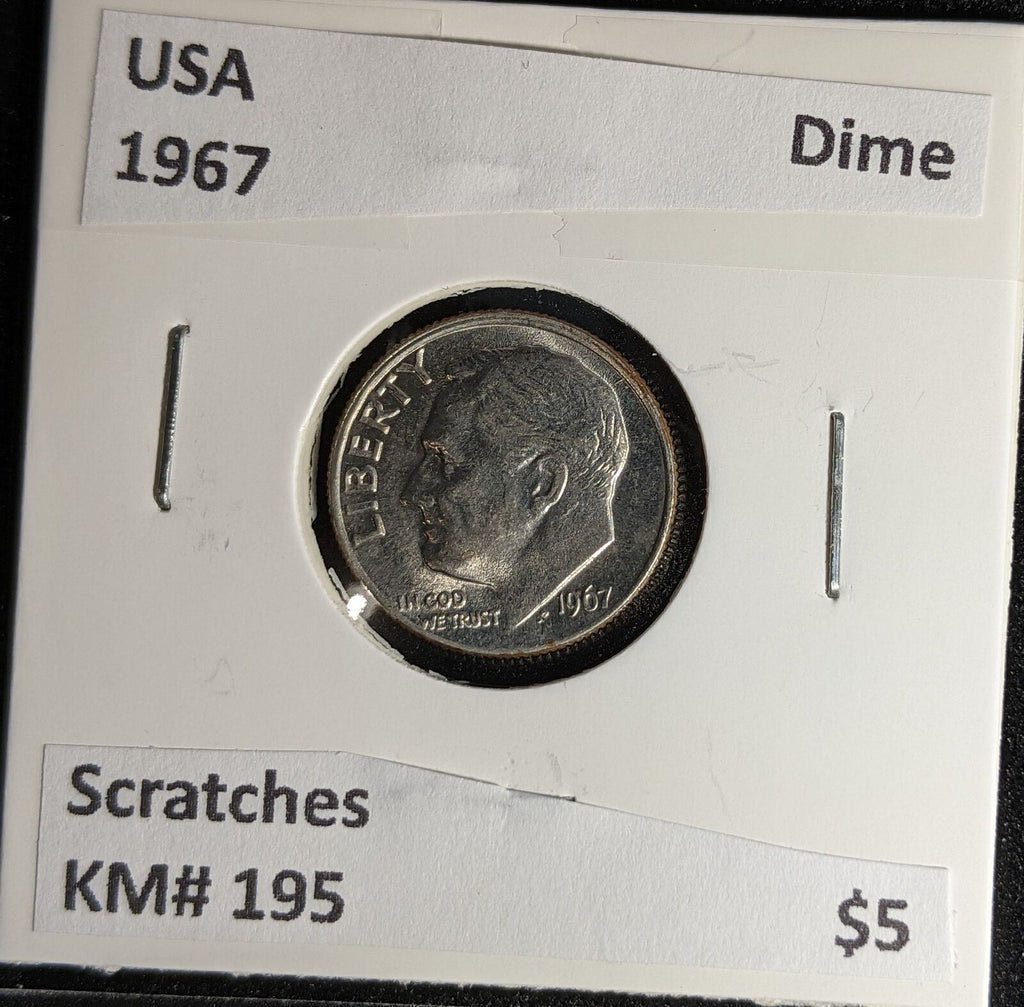 USA
1967
Dime
LIBERTY
IN GOD
WE TRUST
1967
Scratches
KM# 195
$5